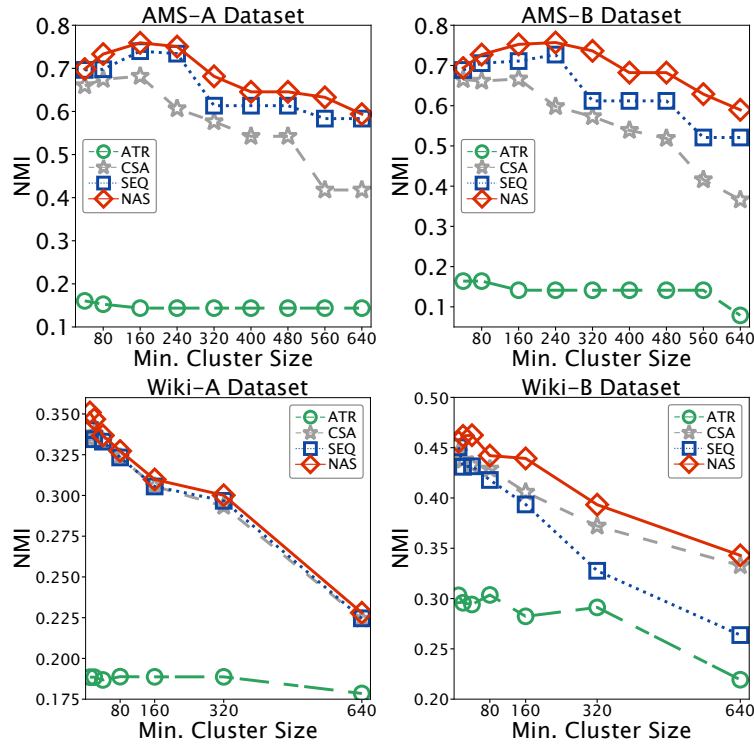 AMS-A Dataset
0.8
0.7
0.6
0.5
0.4
0.3
0.2
0.1
NMI
ATR
CSA
SEQ
NAS
80 160 240 320 400 480 560 640
Min. Cluster Size
AMS-B Dataset
0.8
0.7
0.6
0.5
0.4
0.3
0.2
0.1
NMI
ATR
CSA
SEQ
NAS
80 160 240 320 400 480 560 640
Min. Cluster Size
Wiki-A Dataset
0.350
0.325
0.300
0.275
0.250
0.225
0.200
0.175
NMI
ATR
CSA
SEQ
NAS
80 160 320 640
Min. Cluster Size
Wiki-B Dataset
0.50
0.45
0.40
0.35
0.30
0.25
0.20
NMI
ATR
CSA
SEQ
NAS
80 160 320 640
Min. Cluster Size